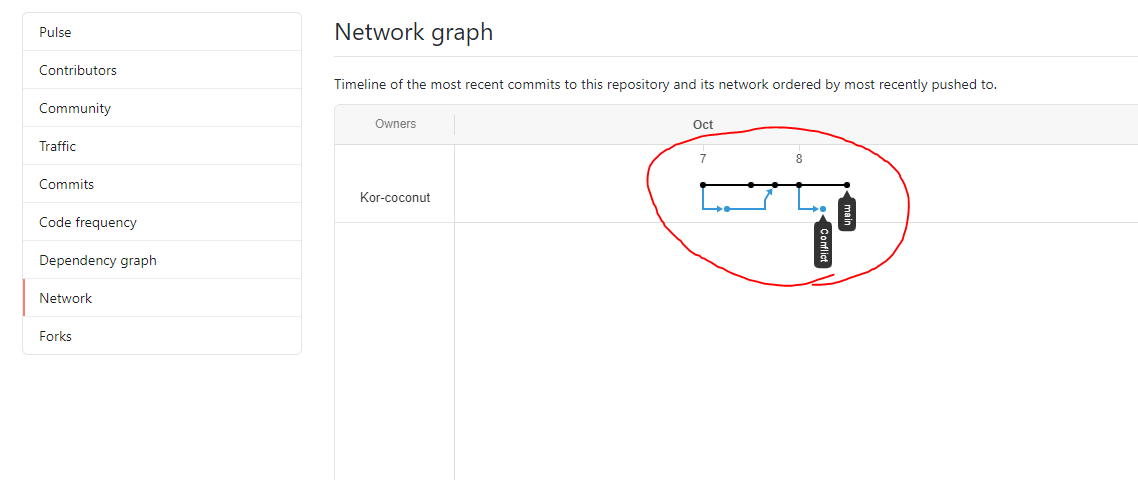 Pulse
Contributors
Community
Traffic
Commits
Code frequency
Dependency graph
Network
Forks
Network graph
Timeline of the most recent commits to this repository and its network ordered by most recently pushed to.
Owners
Oct
7 8
Kor-coconut
main
Conflict